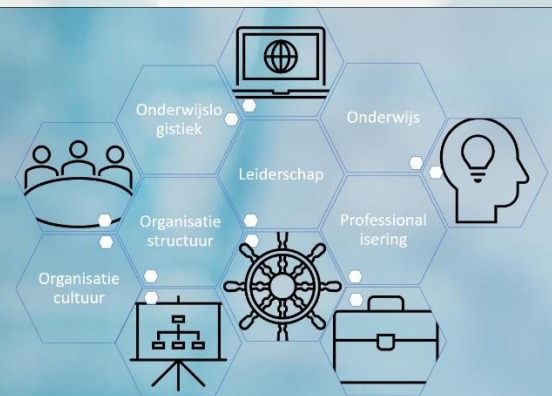 Onderwijslo
gistiek
Onderwijs
Leiderschap
Organisatie
structuur
Professional
isering
Organisatie
cultuur